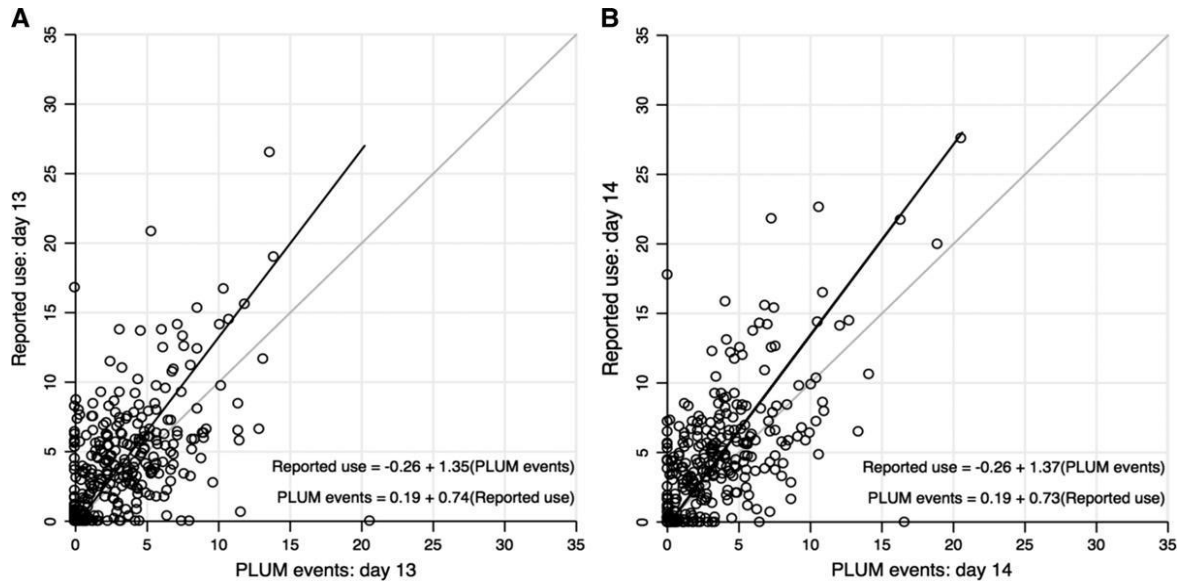 A
Reported use: day 13
35
30
25
20
15
10
5
0
Reported use = -0.26 + 1.35(PLUM events)
PLUM events = 0.19 + 0.74(Reported use)
0 5 10 15 20 25 30 35
PLUM events: day 13
B
Reported use: day 14
35
30
25
20
15
10
5
0
Reported use = -0.26 + 1.37(PLUM events)
PLUM events = 0.19 + 0.73(Reported use)
0 5 10 15 20 25 30 35
PLUM events: day 14